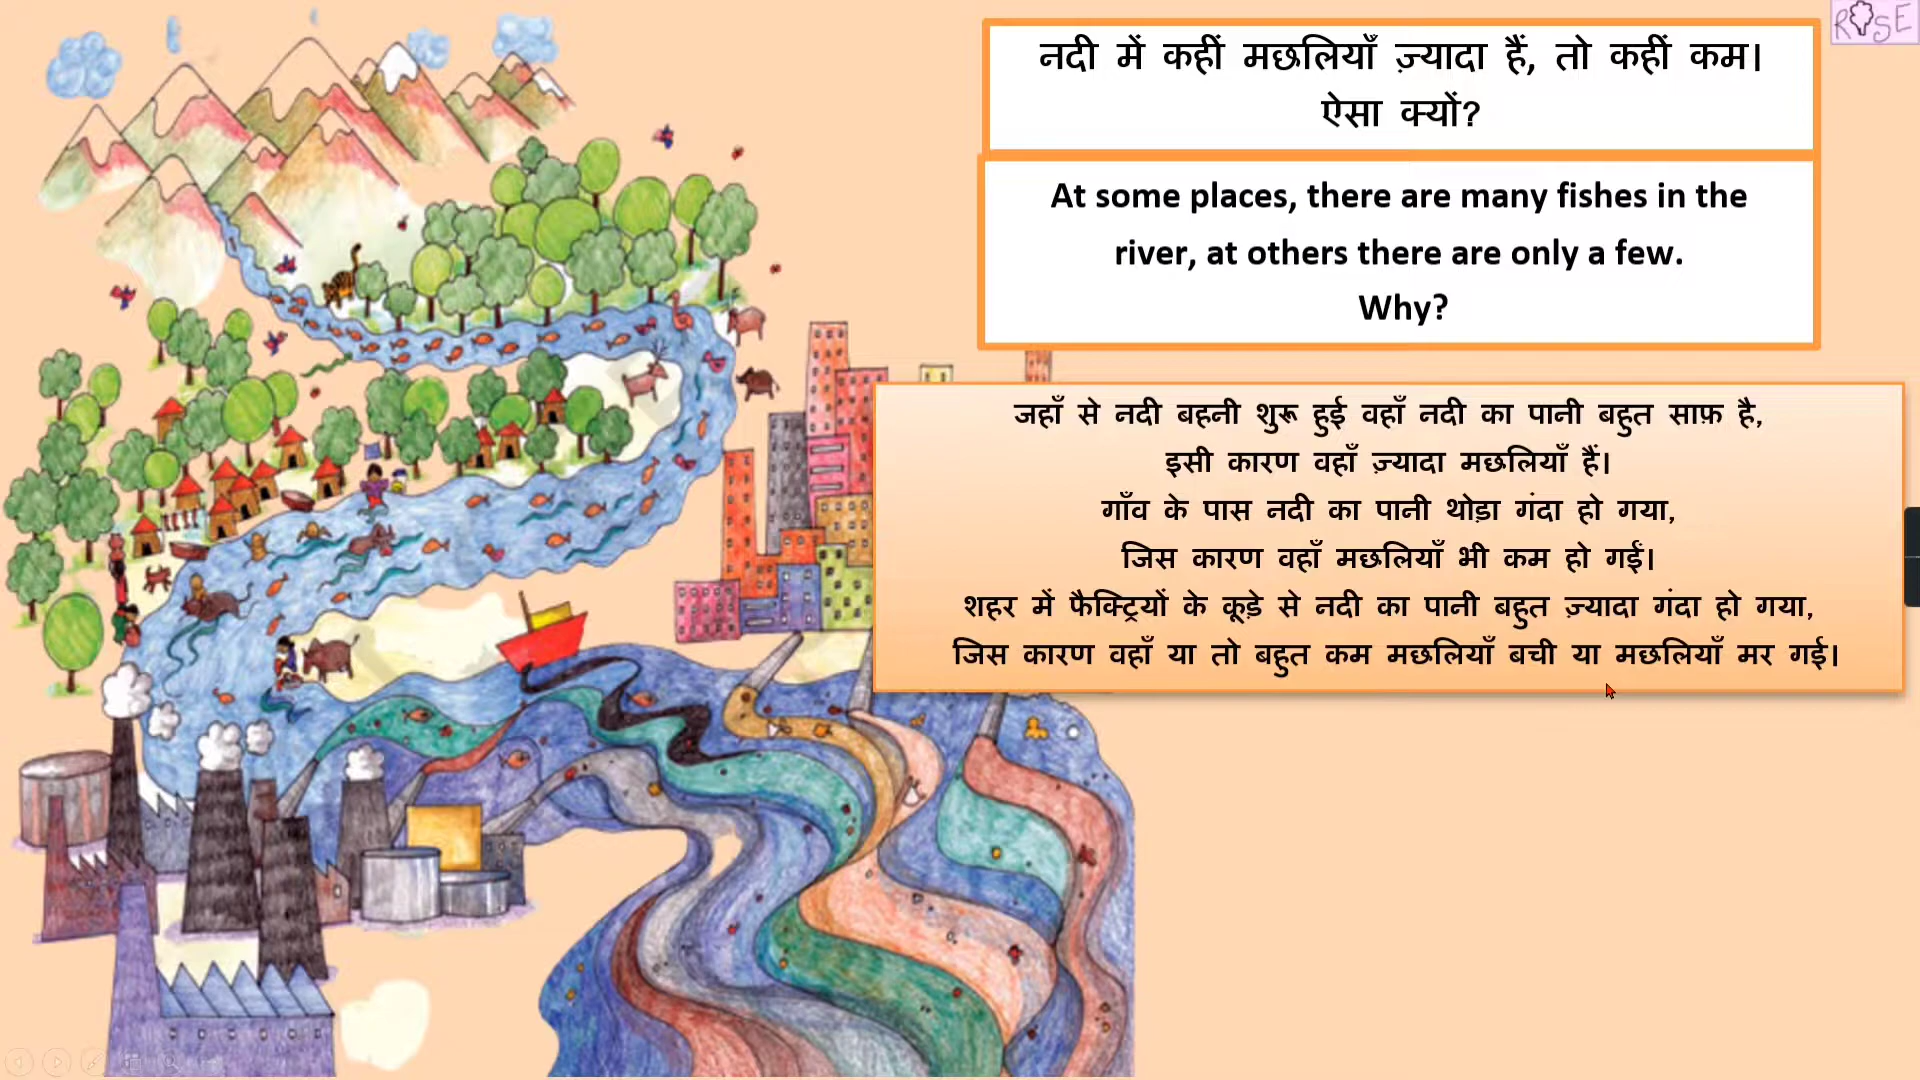 R SE
नदी में कहीं मछलियाँ ज़्यादा हैं, तो कहीं कम।
ऐसा क्यों?
At some places, there are many fishes in the
river, at others there are only a few.
Why?
जहाँ से नदी बहनी शुरू हुई वहाँ नदी का पानी बहुत साफ़ है,
इसी कारण वहाँ ज़्यादा मछलियाँ हैं।
गाँव के पास नदी का पानी थोड़ा गंदा हो गया,
जिस कारण वहाँ मछलियाँ भी कम हो गईं।
शहर में फैक्ट्रियों के कूड़े से नदी का पानी बहुत ज़्यादा गंदा हो गया,
जिस कारण वहाँ या तो बहुत कम मछलियाँ बची या मछलियाँ मर गई।